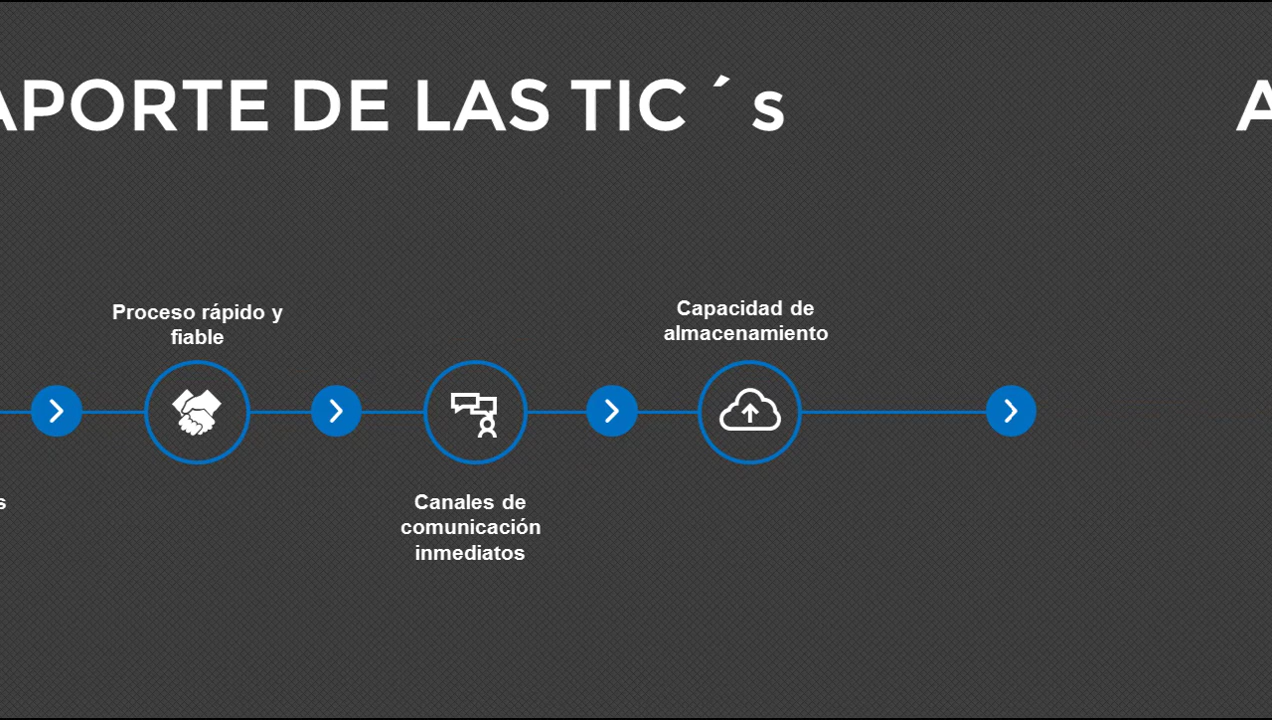 APORTE DE LAS TIC ´s
A
Proceso rápido y
fiable
Capacidad de
almacenamiento
s
Canales de
comunicación
inmediatos